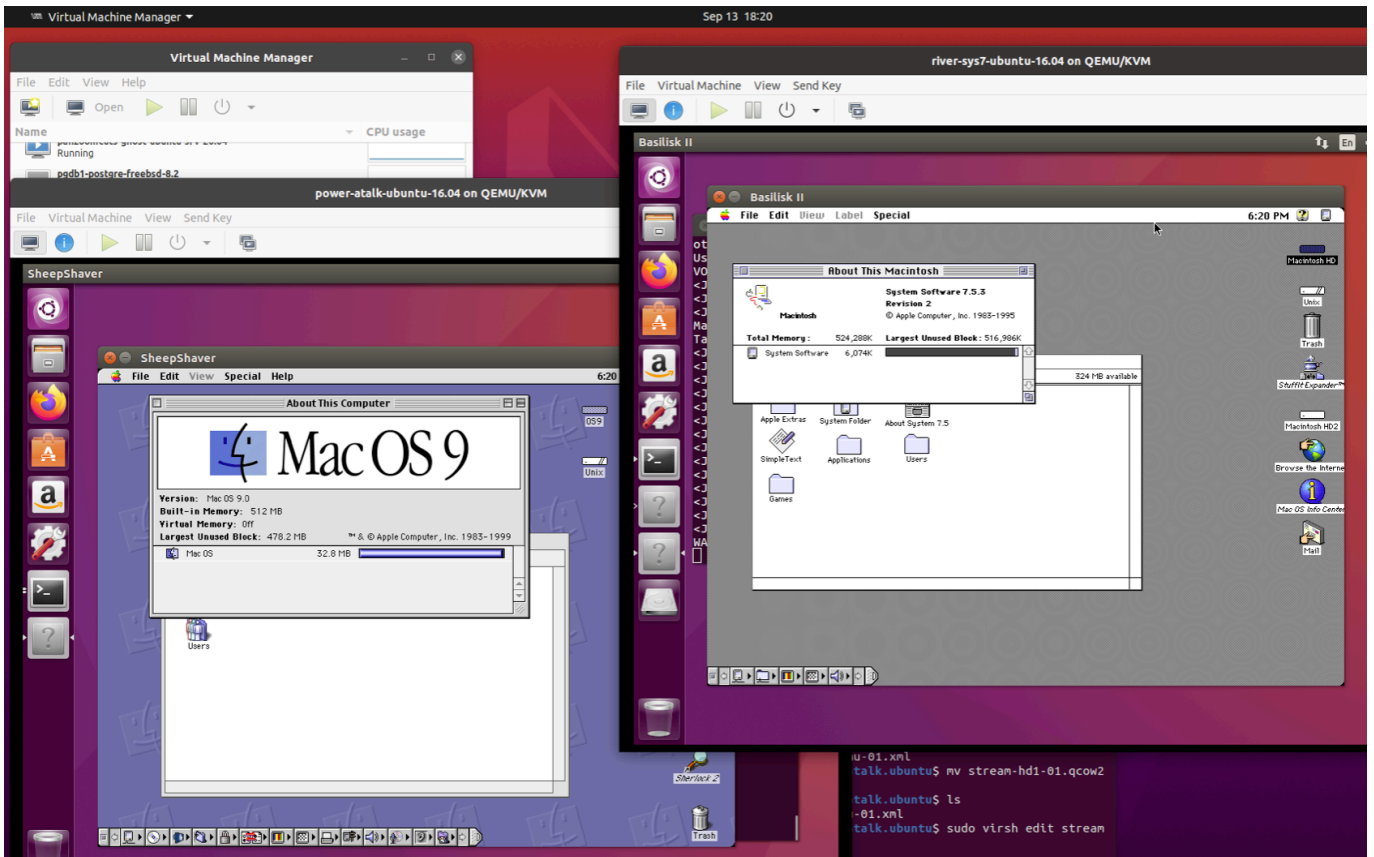 Virtual Machine Manager
Sep 13 18:20
Virtual Machine Manager
File Edit View Help
Open
Name
CPU usage
Running
pgdb1-postgre-freebsd-8.2
power-atalk-ubuntu-16.04 on QEMU/KVM
File Virtual Machine View Send Key
SheepShaver
SheepShaver
File Edit View Special Help
6:20
About This Computer
Mac OS 9
Version: Mac OS 9.0
Built-in Memory: 512 MB
Virtual Memory: Off
Largest Unused Block: 478.2 MB
™ & © Apple Computer, Inc. 1983-1999
Mac OS
32.8 MB
OS9
Unix
Users
Sherlock 2
Trash
river-sys7-ubuntu-16.04 on QEMU/KVM
File Virtual Machine View Send Key
Basilisk II
En
Basilisk II
File Edit View Label Special
6:20 PM
About This Macintosh
System Software 7.5.3
Revision 2
Macintosh
© Apple Computer, Inc. 1983-1995
Total Memory: 524,288K
Largest Unused Block: 516,986K
System Software 6,074K
324 MB available
Apple Extras
System Folder
About System 7.5
SimpleText
Applications
Users
Games
Macintosh HD
Unix
Trash
StuffIt Expander™
Macintosh HD2
Browse the Interne
Mac OS Info Center
Mail
ot
Us
VO
<J
<J
<J
Ma
Ta
<J
<J
<J
<J
<J
<J
<J
<J
<J
<J
<J
<J
<J
<J
WA
u-01.xml
talk.ubuntu$ mv stream-hd1-01.qcow2
talk.ubuntu$ ls
-01.xml
talk.ubuntu$ sudo virsh edit stream